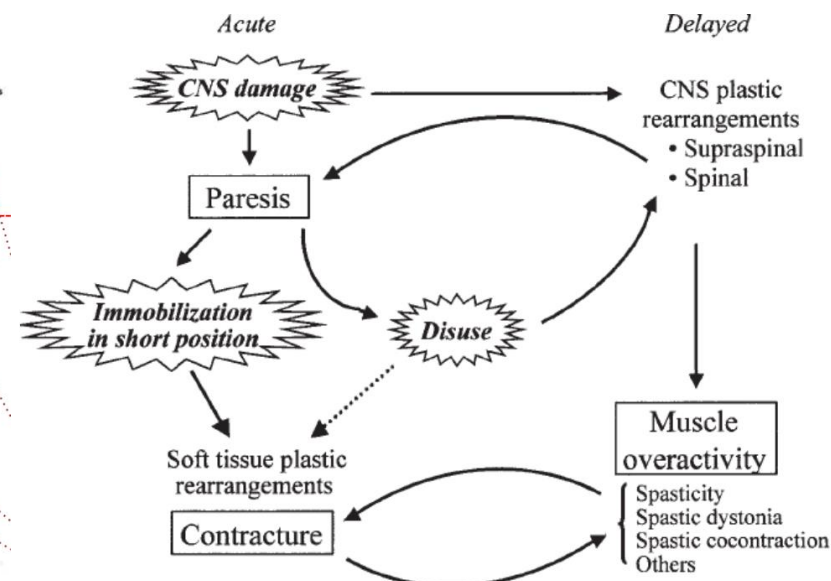 Acute
Delayed
CNS damage
CNS plastic
rearrangements
• Supraspinal
• Spinal
Paresis
Immobilization
in short position
Disuse
Soft tissue plastic
rearrangements
Contracture
Muscle
overactivity
Spasticity
Spastic dystonia
Spastic cocontraction
Others